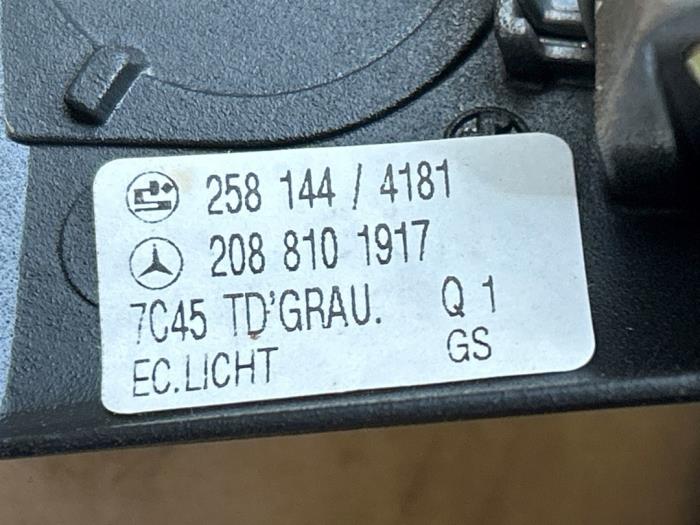 258 144 / 4181
208 810 1917
7C45 TD'GRAU. Q 1
EC.LICHT GS